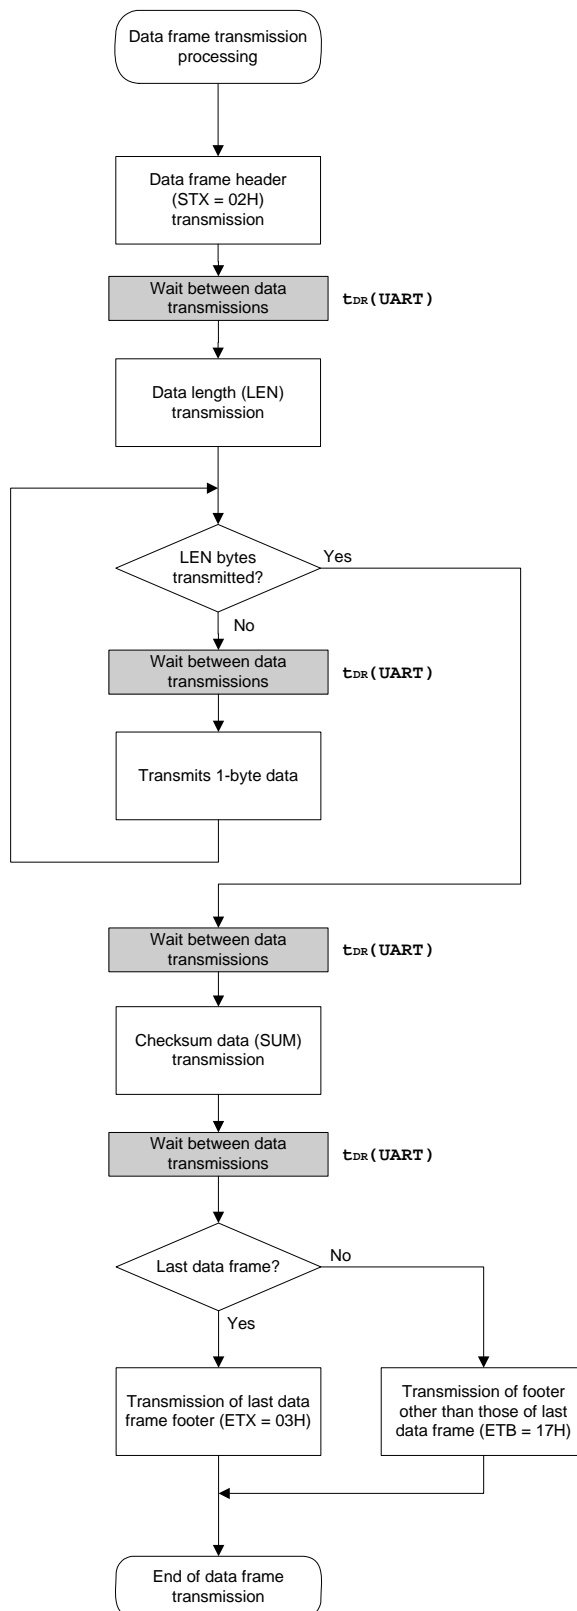 Data frame transmission
processing
Data frame header
(STX = 02H)
transmission
Wait between data
transmissions
tDR(UART)
Data length (LEN)
transmission
LEN bytes
transmitted?
Yes
No
Wait between data
transmissions
tDR(UART)
Transmits 1-byte data
Wait between data
transmissions
tDR(UART)
Checksum data (SUM)
transmission
Wait between data
transmissions
tDR(UART)
Last data frame?
No
Yes
Transmission of last data
frame footer (ETX = 03H)
Transmission of footer
other than those of last
data frame (ETB = 17H)
End of data frame
transmission